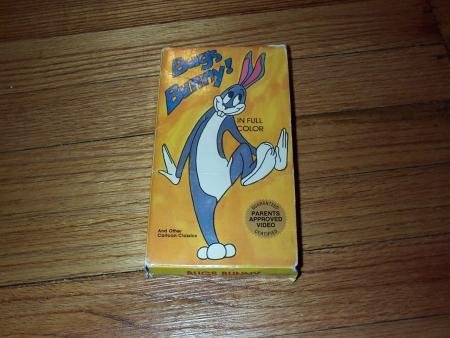 Bugs
Bunny!
IN FULL
COLOR
GUARANTEED
PARENTS
APPROVED
VIDEO
CERTIFIED
And Other
Cartoon Classics
BUGS BUNNY